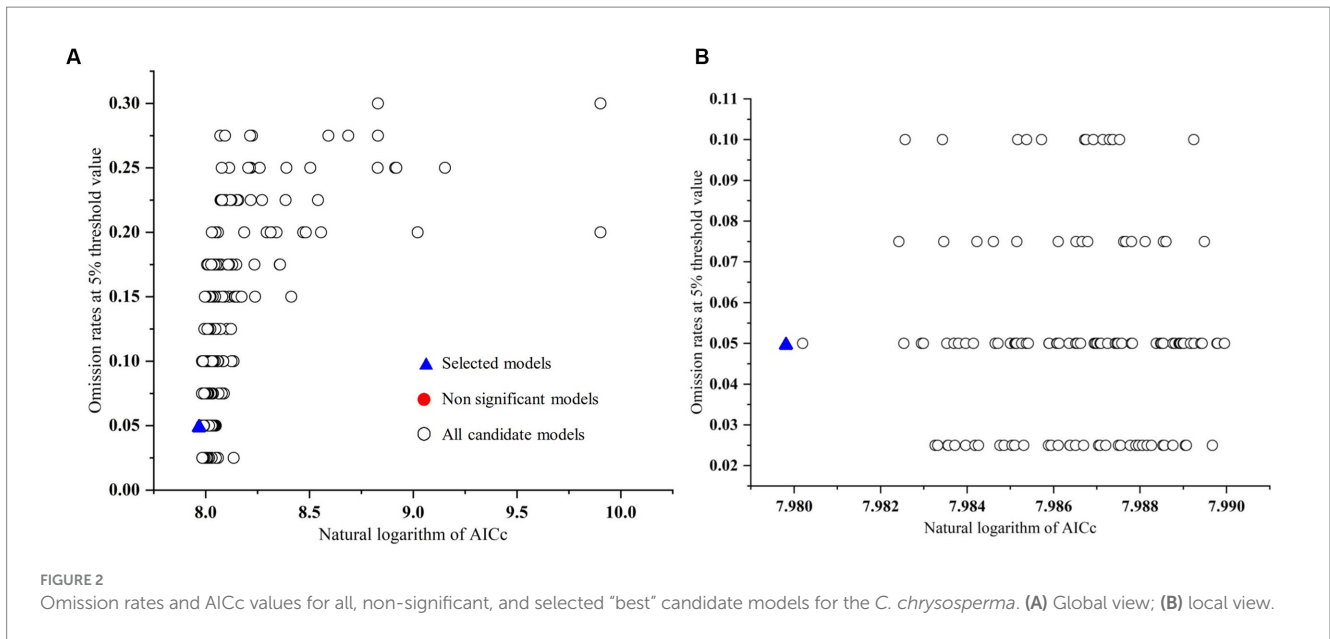 A
Omission rates at 5% threshold value
0.30
0.25
0.20
0.15
0.10
0.05
0.00
8.0 8.5 9.0 9.5 10.0
Natural logarithm of AICc
Selected models
Non significant models
All candidate models
B
Omission rates at 5% threshold value
0.11
0.10
0.09
0.08
0.07
0.06
0.05
0.04
0.03
0.02
7.980 7.982 7.984 7.986 7.988 7.990
Natural logarithm of AICc
FIGURE 2
Omission rates and AICc values for all, non-significant, and selected "best" candidate models for the C. chrysosperma. (A) Global view; (B) local view.